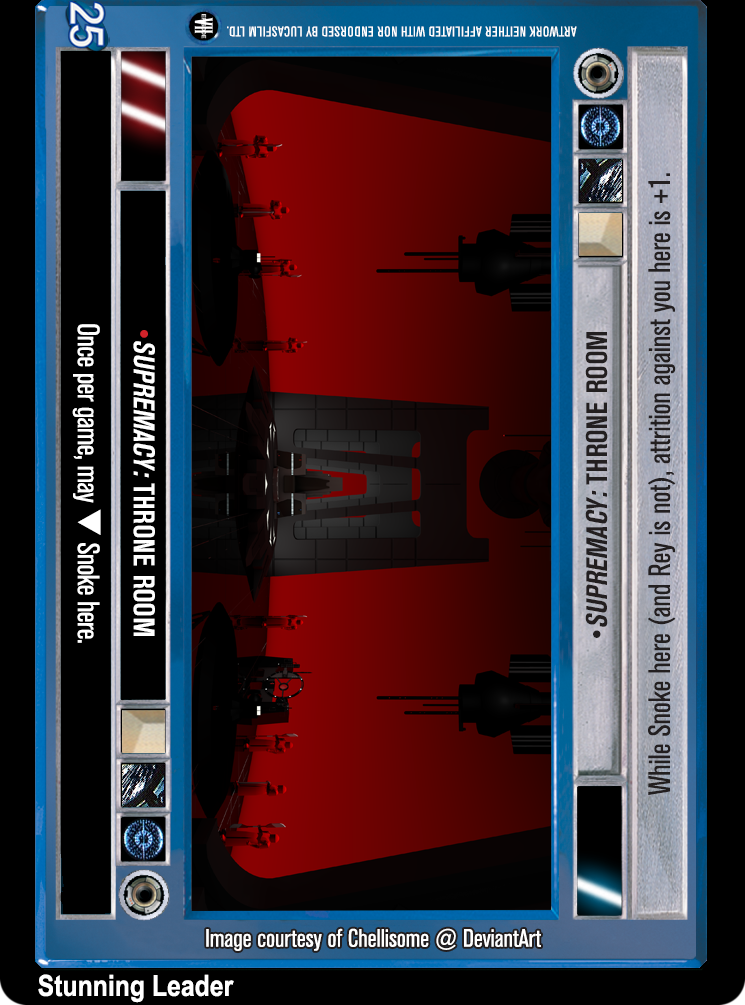 25
ARTWORK NEITHER AFFILIATED WITH NOR ENDORSED BY LUCASFILM LTD.
Once per game, may ▼ Snoke here.
• SUPREMACY: THRONE ROOM
• SUPREMACY: THRONE ROOM
While Snoke here (and Rey is not), attrition against you here is +1.
Image courtesy of Chellisome @ DeviantArt
Stunning Leader